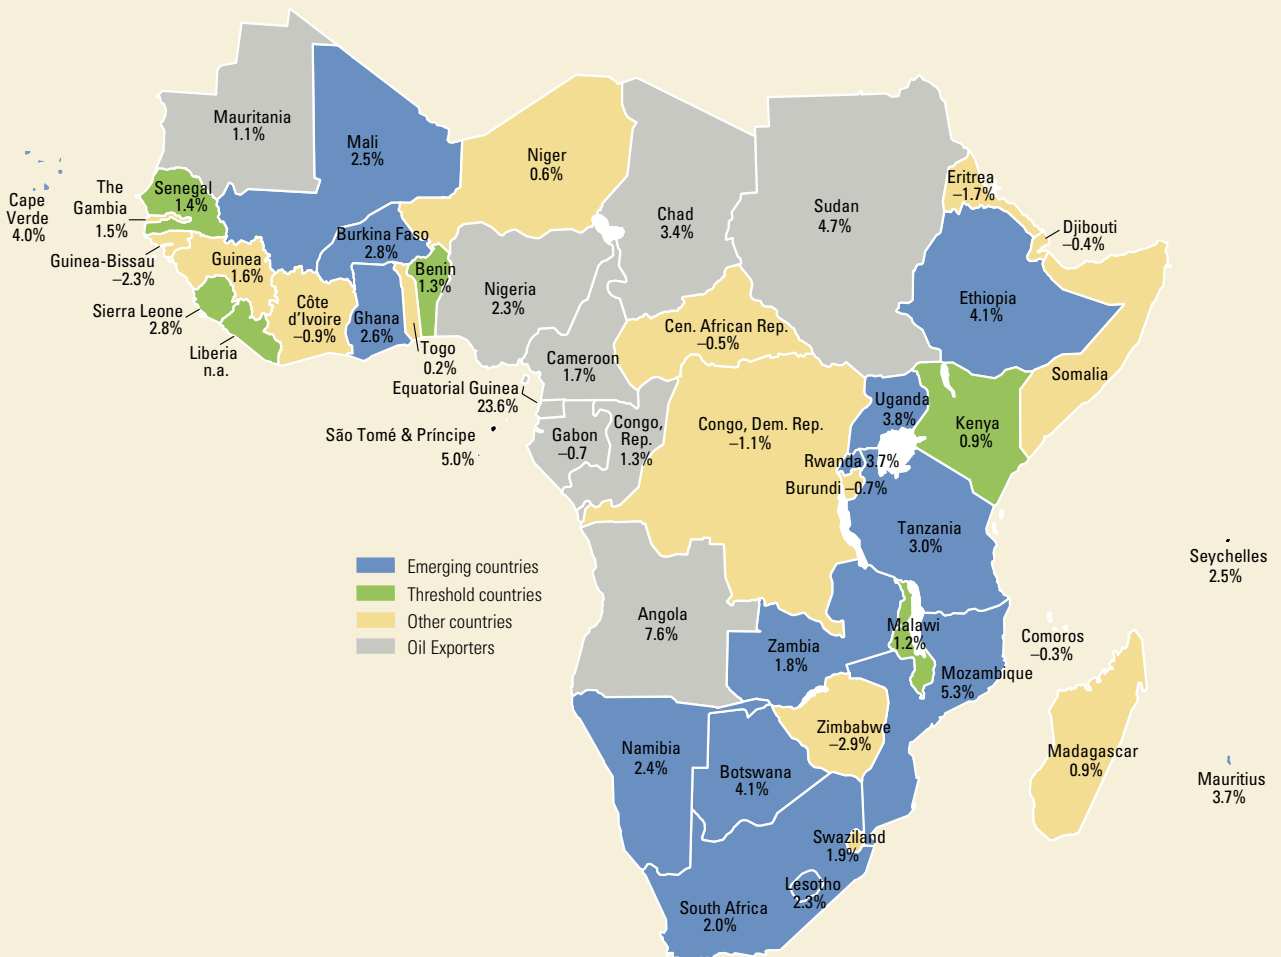 Mauritania
1.1%
Mali
2.5%
Niger
0.6%
Chad
3.4%
Sudan
4.7%
Eritrea
–1.7%
Djibouti
–0.4%
Cape
Verde
4.0%
The
Gambia
1.5%
Senegal
1.4%
Guinea-Bissau
–2.3%
Guinea
1.6%
Sierra Leone
2.8%
Liberia
n.a.
Côte
d'Ivoire
–0.9%
Burkina Faso
2.8%
Ghana
2.6%
Benin
1.3%
Togo
0.2%
Nigeria
2.3%
Cameroon
1.7%
Cen. African Rep.
–0.5%
Ethiopia
4.1%
Somalia
Equatorial Guinea
23.6%
São Tomé & Príncipe
5.0%
Gabon
–0.7
Congo,
Rep.
1.3%
Congo, Dem. Rep.
–1.1%
Uganda
3.8%
Kenya
0.9%
Rwanda 3.7%
Burundi –0.7%
Tanzania
3.0%
Seychelles
2.5%
Emerging countries
Threshold countries
Other countries
Oil Exporters
Angola
7.6%
Zambia
1.8%
Malawi
1.2%
Mozambique
5.3%
Comoros
–0.3%
Madagascar
0.9%
Mauritius
3.7%
Zimbabwe
–2.9%
Namibia
2.4%
Botswana
4.1%
Swaziland
1.9%
Lesotho
2.3%
South Africa
2.0%